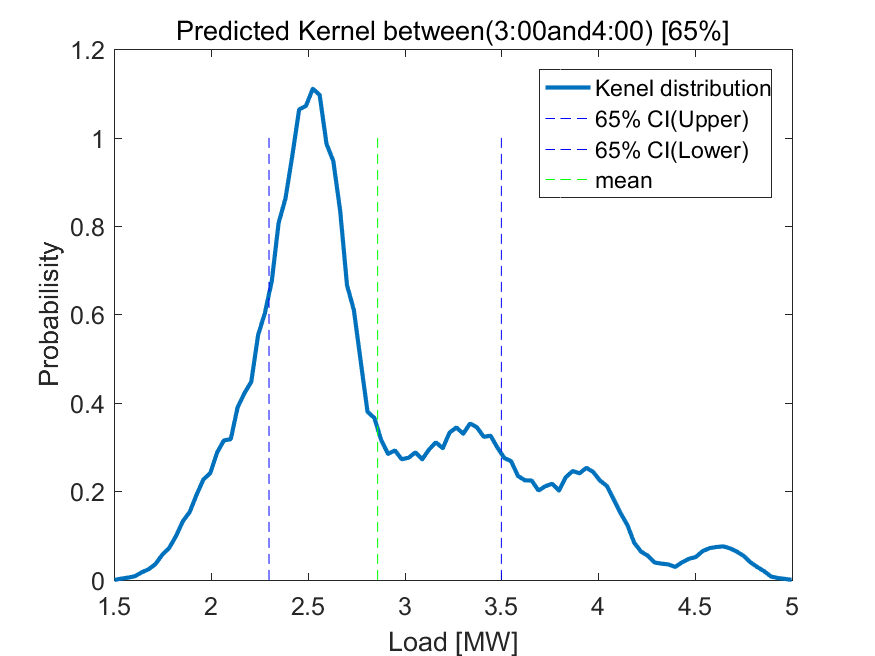 Predicted Kernel between(3:00and4:00) [65%]
Kenel distribution
65% CI(Upper)
65% CI(Lower)
mean
Probabilisity
1.2
1
0.8
0.6
0.4
0.2
0
1.5 2 2.5 3 3.5 4 4.5 5
Load [MW]